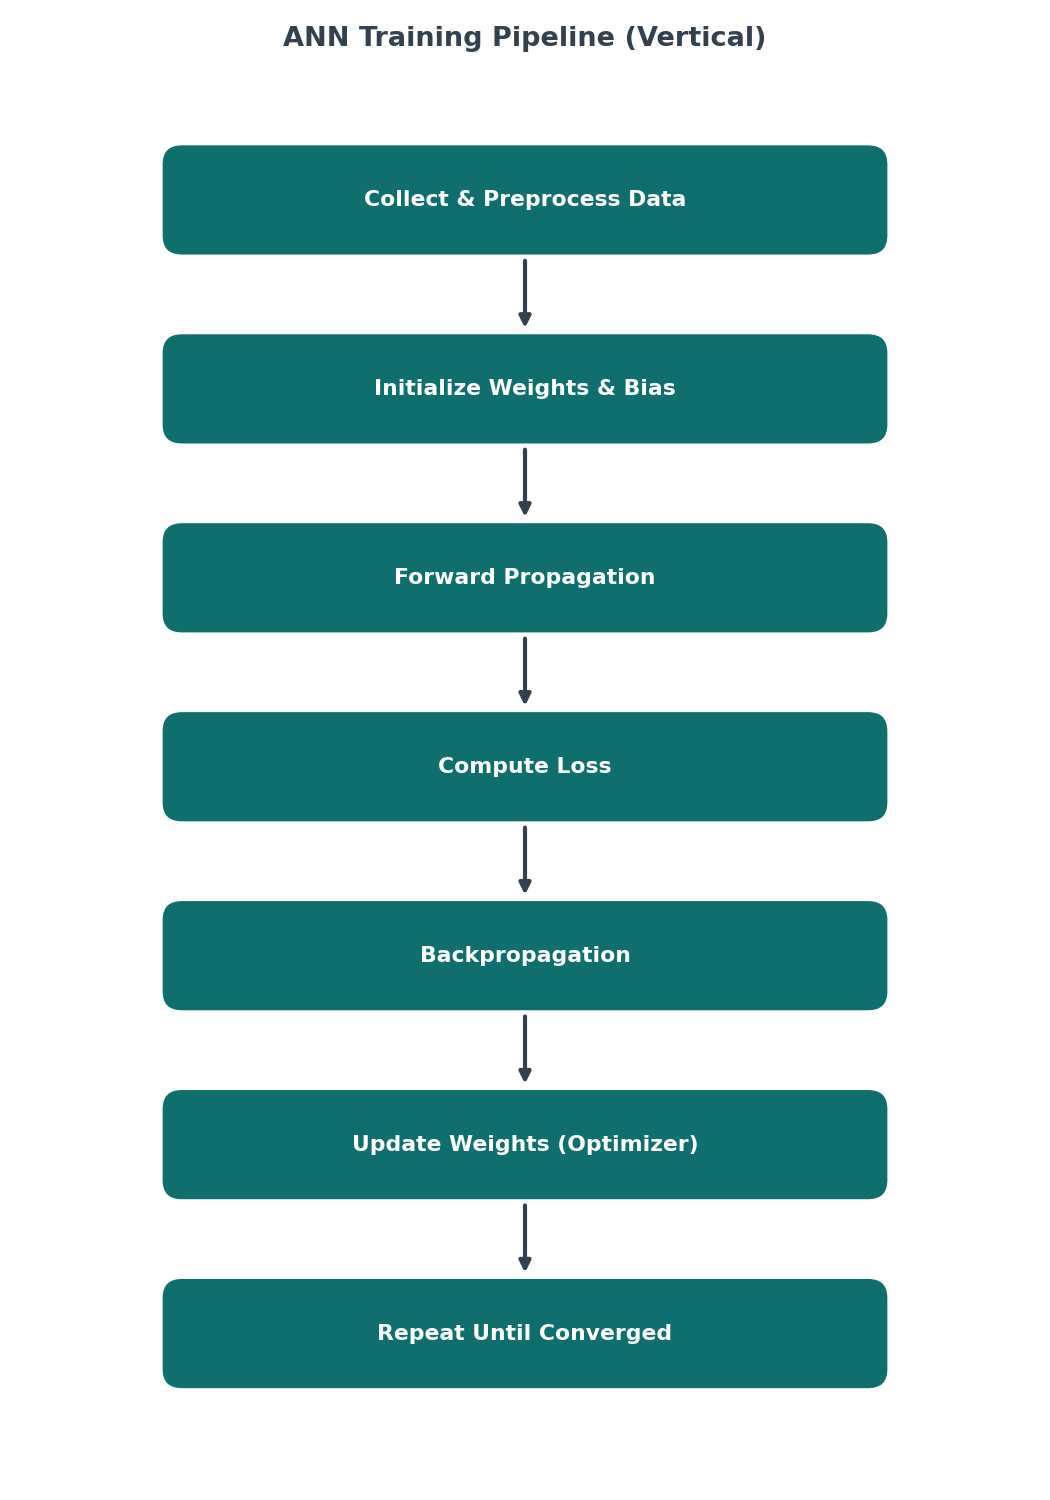 ANN Training Pipeline (Vertical)
Collect & Preprocess Data
Initialize Weights & Bias
Forward Propagation
Compute Loss
Backpropagation
Update Weights (Optimizer)
Repeat Until Converged